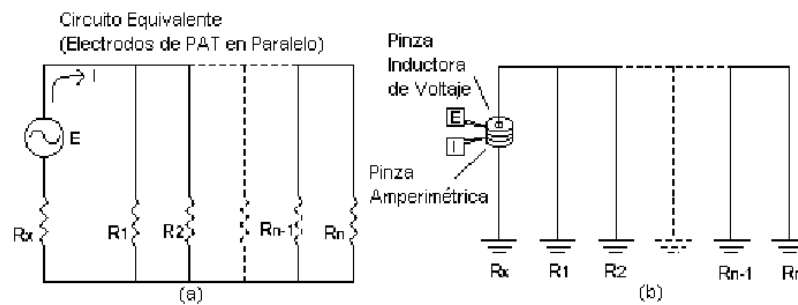 Circuito Equivalente
(Electrodos de PAT en Paralelo)
I
E
Rx
R1
R2
Rn-1
Rn
(a)
Pinza
Inductora
de Voltaje
E
I
Pinza
Amperimétrica
Rx
R1
R2
Rn-1
Rn
(b)